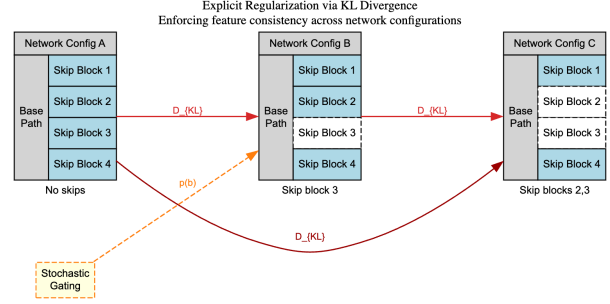 Explicit Regularization via KL Divergence
Enforcing feature consistency across network configurations
Network Config A
Base
Path
Skip Block 1
Skip Block 2
Skip Block 3
Skip Block 4
No skips
D_{KL}
Network Config B
Base
Path
Skip Block 1
Skip Block 2
Skip Block 3
Skip Block 4
Skip block 3
D_{KL}
Network Config C
Base
Path
Skip Block 1
Skip Block 2
Skip Block 3
Skip Block 4
Skip blocks 2,3
p(b)
D_{KL}
Stochastic
Gating